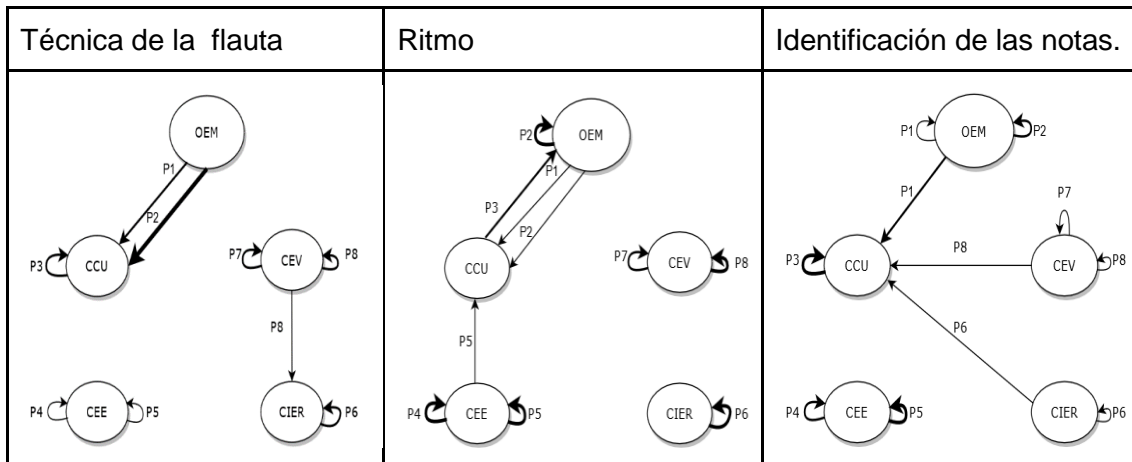 Técnica de la flauta
OEM
P1
P2
P3
CCU
P7
CEV
P8
P8
P4
CEE
P5
CIER
P6
Ritmo
P2
OEM
P1
P3
P2
CCU
P7
CEV
P8
P5
P4
CEE
P5
CIER
P6
Identificación de las notas.
P1
OEM
P2
P1
P7
P8
P3
CCU
CEV
P8
P6
P4
CEE
P5
CIER
P6